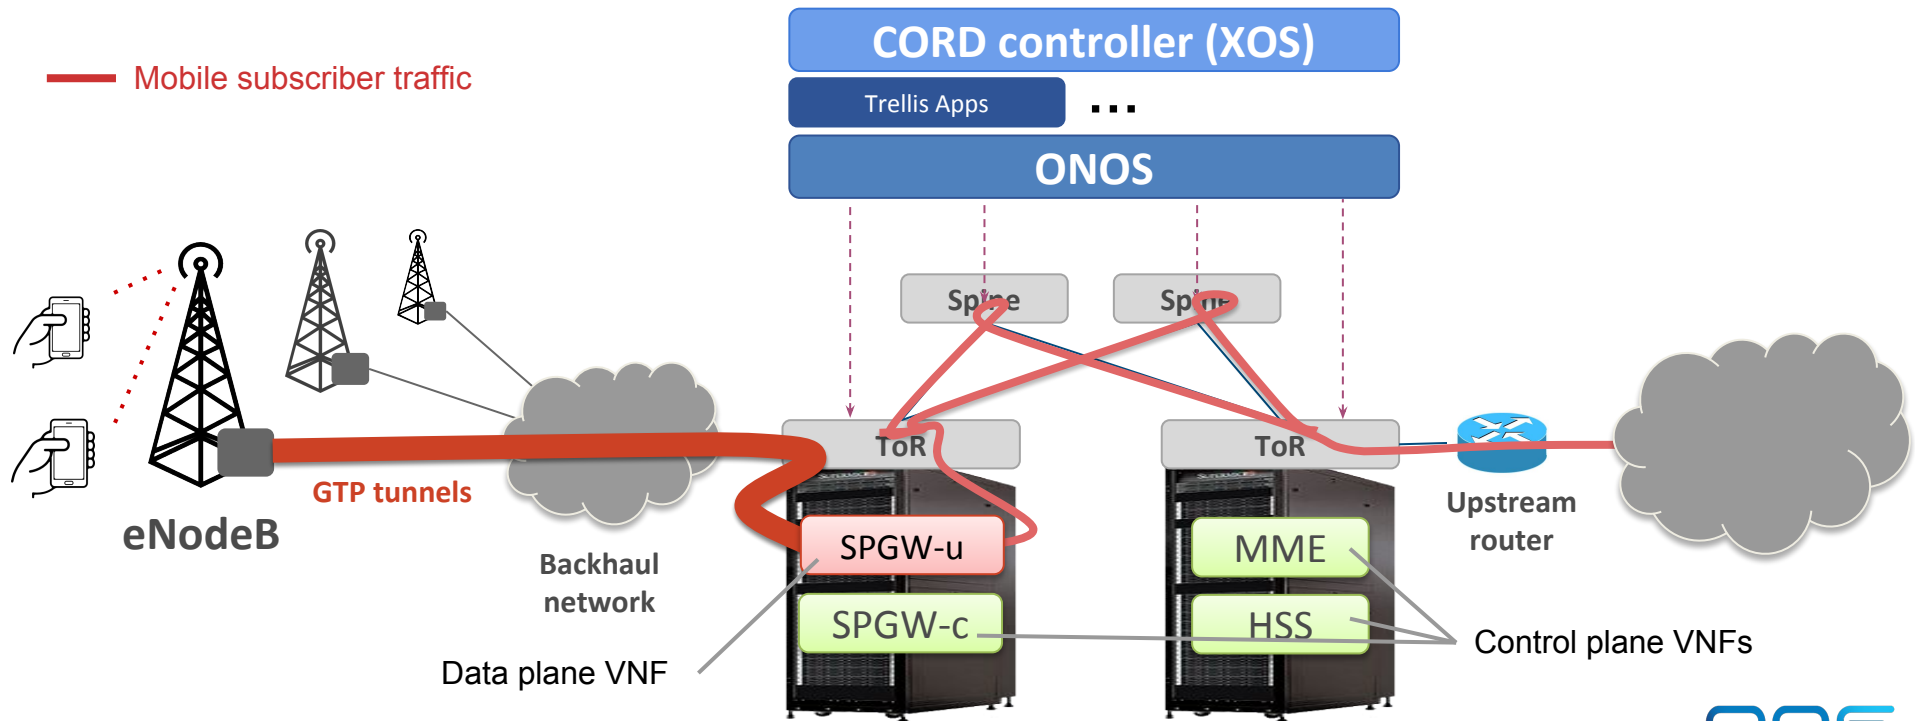 CORD controller (XOS)
Mobile subscriber traffic
Trellis Apps
...
ONOS
Spine
Spine
ToR
ToR
GTP tunnels
eNodeB
Upstream
router
SPGW-u
MME
Backhaul
network
SPGW-c
HSS
Data plane VNF
Control plane VNFs